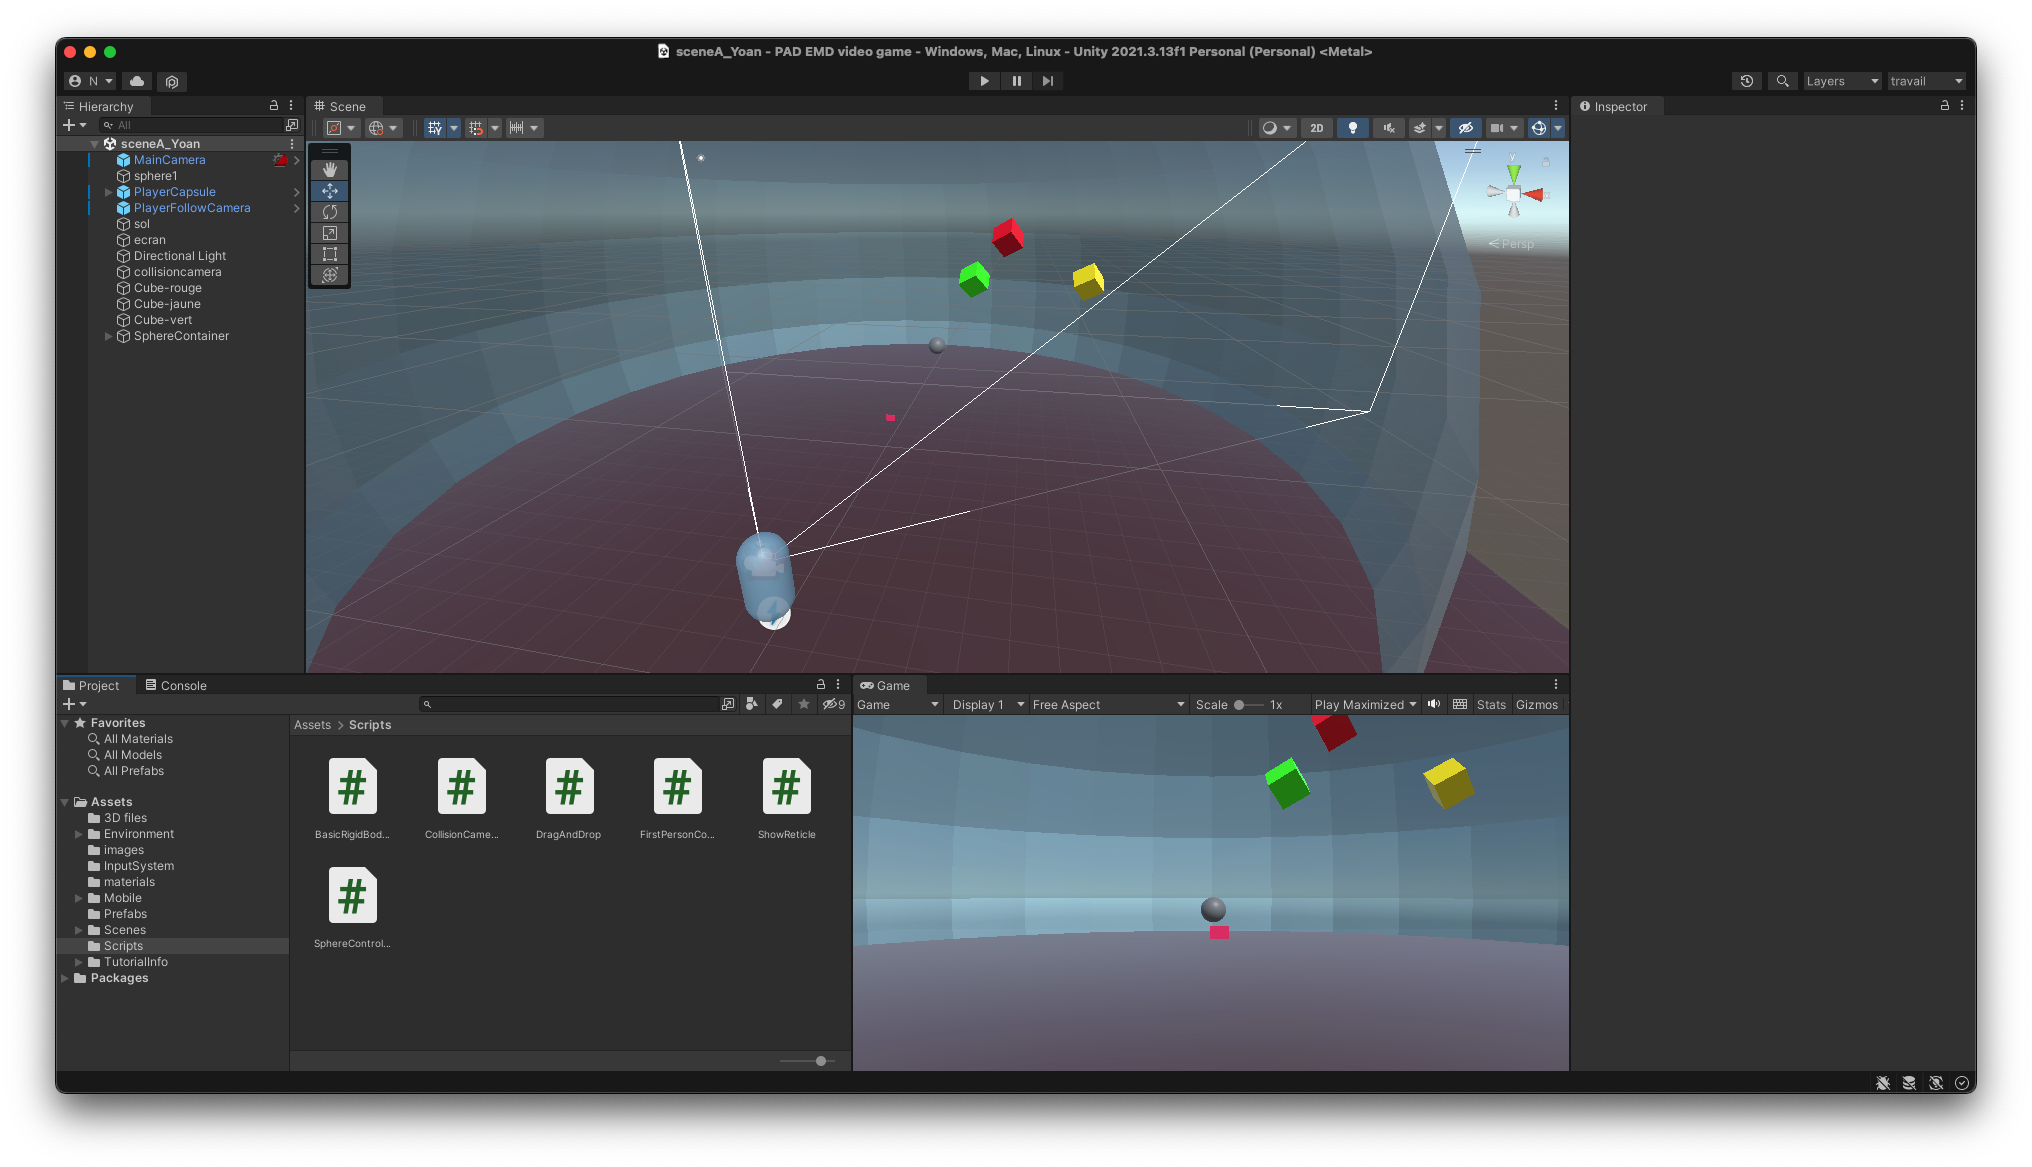 sceneA_Yoan - PAD EMD video game - Windows, Mac, Linux - Unity 2021.3.13f1 Personal (Personal) <Metal>
N
Layers
travail
Hierarchy
All
sceneA_Yoan
MainCamera
sphere1
PlayerCapsule
PlayerFollowCamera
sol
ecran
Directional Light
collisioncamera
Cube-rouge
Cube-jaune
Cube-vert
SphereContainer
Scene
2D
y
x
Persp
Inspector
Project
Console
9
Favorites
All Materials
All Models
All Prefabs
Assets
3D files
Environment
images
InputSystem
materials
Mobile
Prefabs
Scenes
Scripts
TutorialInfo
Packages
Assets > Scripts
BasicRigidBod...
CollisionCame...
DragAndDrop
FirstPersonCo...
ShowReticle
SphereControl...
Game
Game
Display 1
Free Aspect
Scale
1x
Play Maximized
Stats
Gizmos